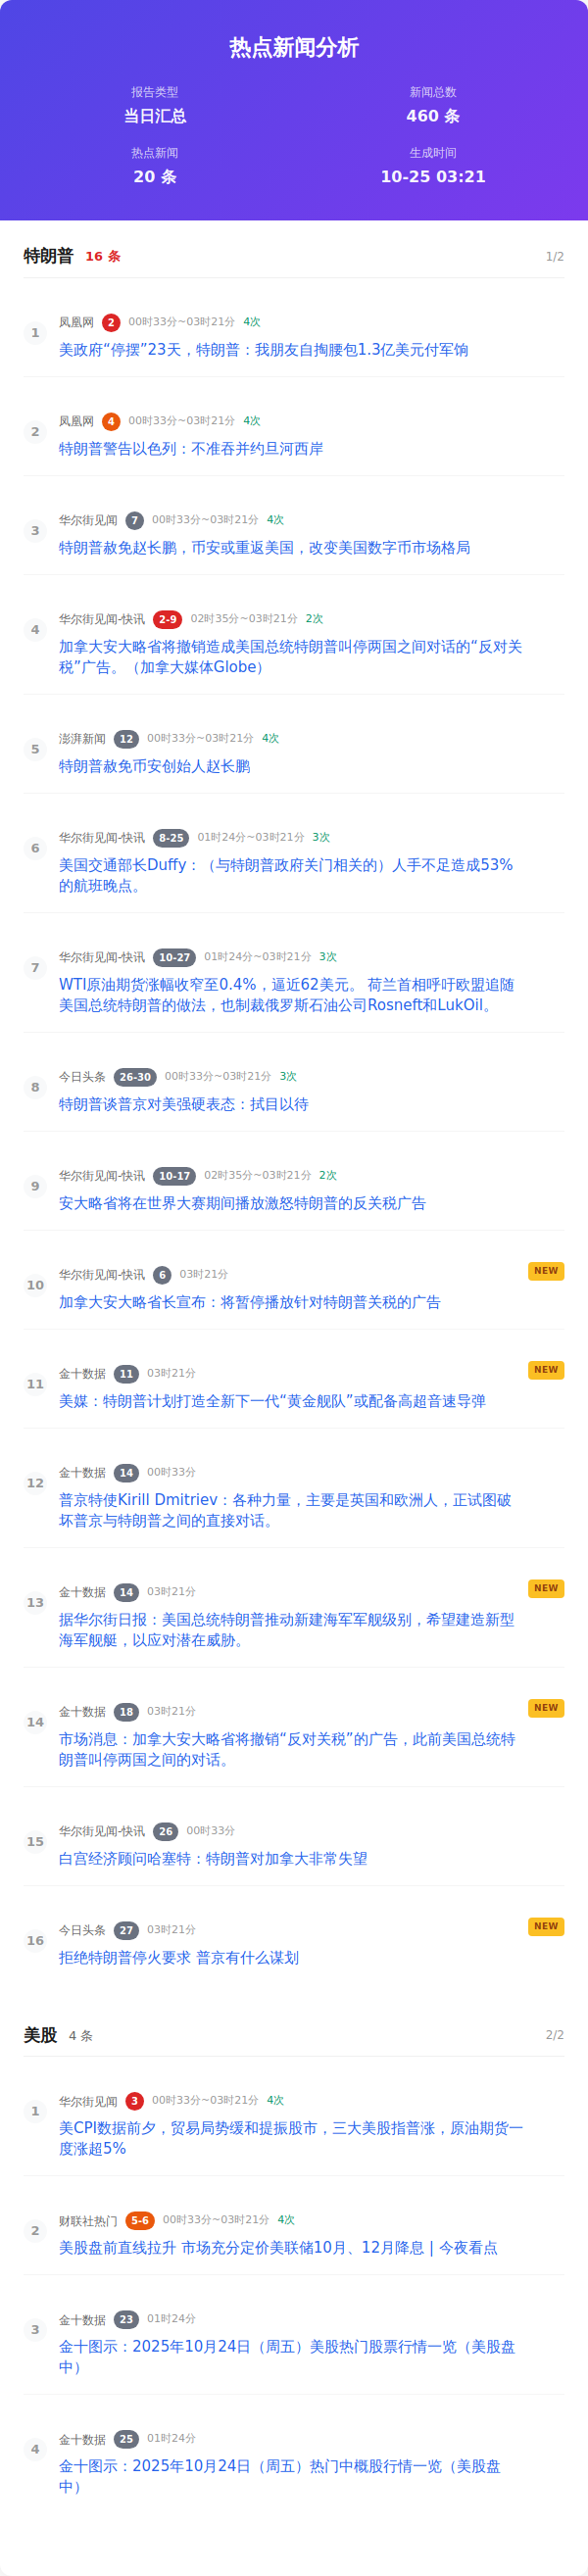 热点新闻分析
报告类型
新闻总数
当日汇总
460 条
热点新闻
生成时间
20 条
10-25 03:21
特朗普 16 条 1/2
1 凤凰网 2 00时33分~03时21分 4次
美政府“停摆”23天，特朗普：我朋友自掏腰包1.3亿美元付军饷
2 凤凰网 4 00时33分~03时21分 4次
特朗普警告以色列：不准吞并约旦河西岸
3 华尔街见闻 7 00时33分~03时21分 4次
特朗普赦免赵长鹏，币安或重返美国，改变美国数字币市场格局
4 华尔街见闻-快讯 2-9 02时35分~03时21分 2次
加拿大安大略省将撤销造成美国总统特朗普叫停两国之间对话的“反对关
税”广告。（加拿大媒体Globe）
5 澎湃新闻 12 00时33分~03时21分 4次
特朗普赦免币安创始人赵长鹏
6 华尔街见闻-快讯 8-25 01时24分~03时21分 3次
美国交通部长Duffy：（与特朗普政府关门相关的）人手不足造成53%
的航班晚点。
7 华尔街见闻-快讯 10-27 01时24分~03时21分 3次
WTI原油期货涨幅收窄至0.4%，逼近62美元。 荷兰首相呼吁欧盟追随
美国总统特朗普的做法，也制裁俄罗斯石油公司Rosneft和LukOil。
8 今日头条 26-30 00时33分~03时21分 3次
特朗普谈普京对美强硬表态：拭目以待
9 华尔街见闻-快讯 10-17 02时35分~03时21分 2次
安大略省将在世界大赛期间播放激怒特朗普的反关税广告
10 华尔街见闻-快讯 6 03时21分 NEW
加拿大安大略省长宣布：将暂停播放针对特朗普关税的广告
11 金十数据 11 03时21分 NEW
美媒：特朗普计划打造全新下一代“黄金舰队”或配备高超音速导弹
12 金十数据 14 00时33分
普京特使Kirill Dmitriev：各种力量，主要是英国和欧洲人，正试图破
坏普京与特朗普之间的直接对话。
13 金十数据 14 03时21分 NEW
据华尔街日报：美国总统特朗普推动新建海军军舰级别，希望建造新型
海军舰艇，以应对潜在威胁。
14 金十数据 18 03时21分 NEW
市场消息：加拿大安大略省将撤销“反对关税”的广告，此前美国总统特
朗普叫停两国之间的对话。
15 华尔街见闻-快讯 26 00时33分
白宫经济顾问哈塞特：特朗普对加拿大非常失望
16 今日头条 27 03时21分 NEW
拒绝特朗普停火要求 普京有什么谋划
美股 4 条 2/2
1 华尔街见闻 3 00时33分~03时21分 4次
美CPI数据前夕，贸易局势缓和提振股市，三大美股指普涨，原油期货一
度涨超5%
2 财联社热门 5-6 00时33分~03时21分 4次
美股盘前直线拉升 市场充分定价美联储10月、12月降息 | 今夜看点
3 金十数据 23 01时24分
金十图示：2025年10月24日（周五）美股热门股票行情一览（美股盘
中）
4 金十数据 25 01时24分
金十图示：2025年10月24日（周五）热门中概股行情一览（美股盘
中）